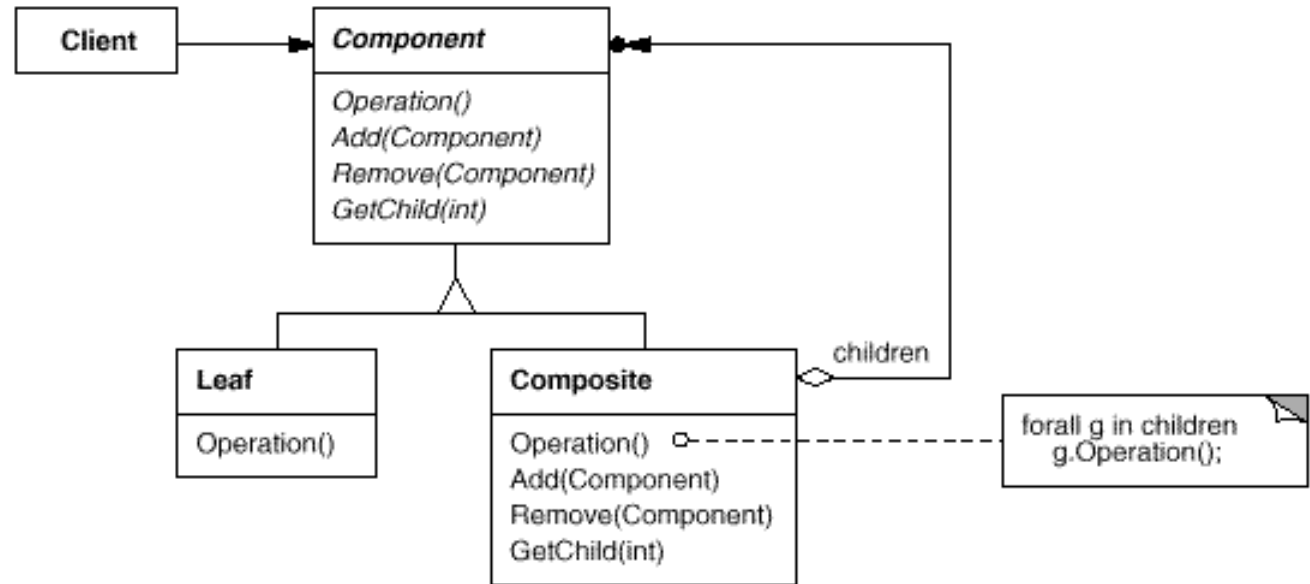 Client
Component
Operation()
Add(Component)
Remove(Component)
GetChild(int)
Leaf
Operation()
Composite
Operation()
Add(Component)
Remove(Component)
GetChild(int)
children
forall g in children
g.Operation();